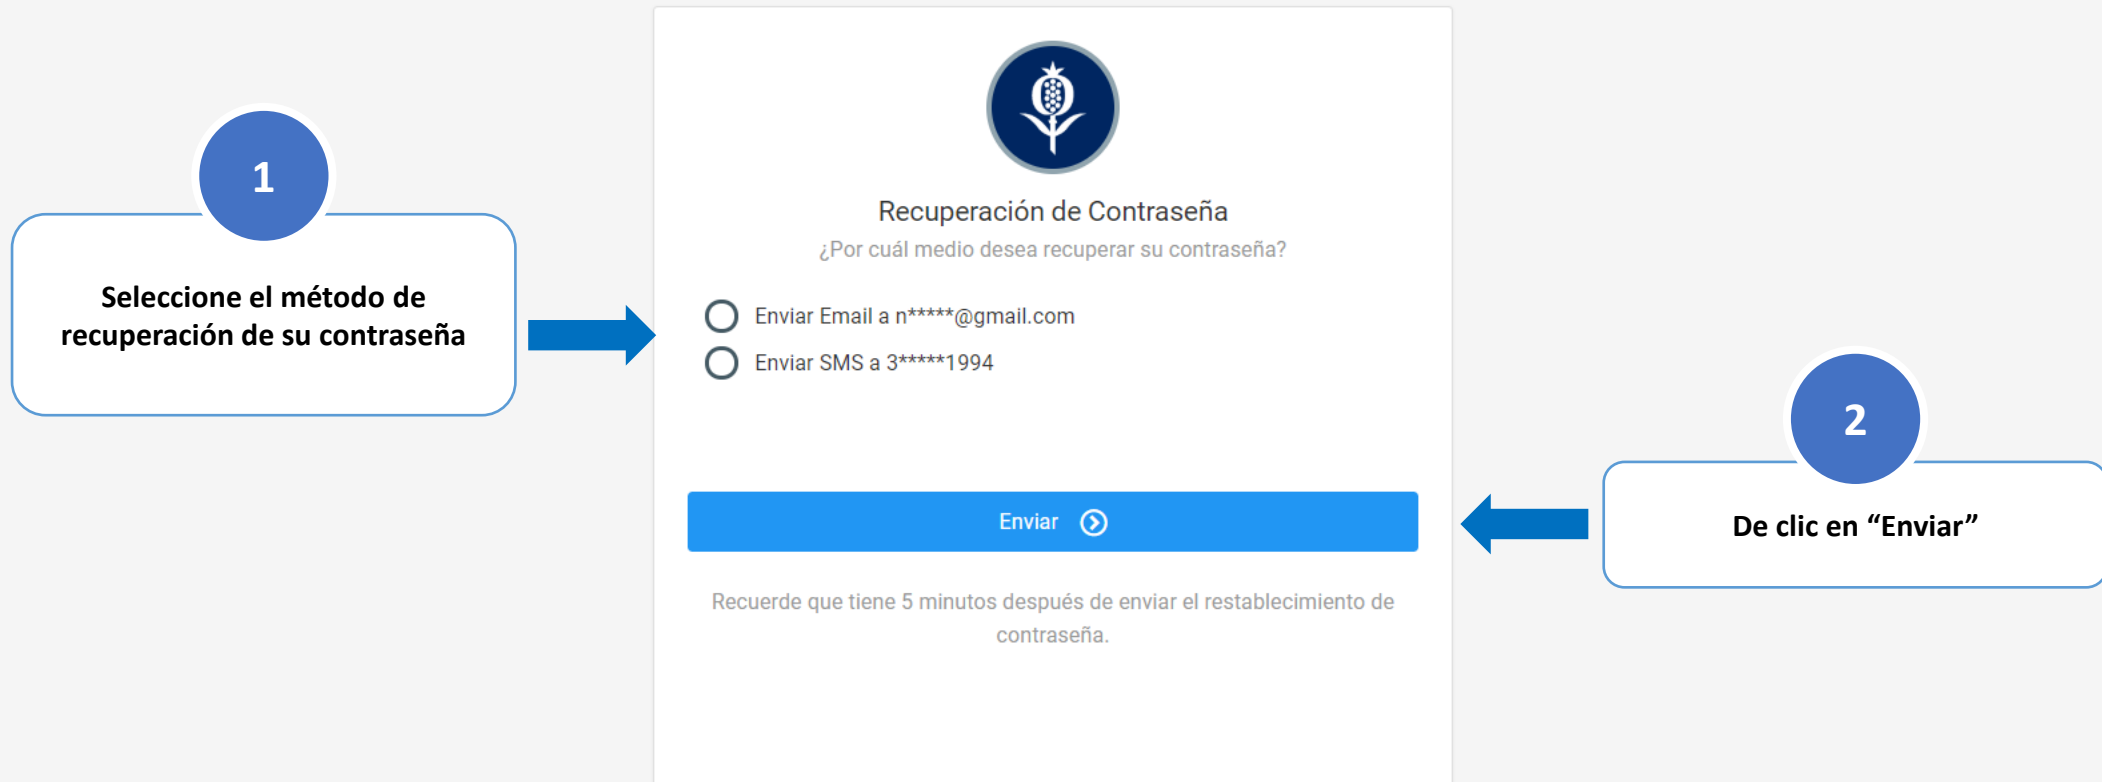 1
Seleccione el método de
recuperación de su contraseña
Recuperación de Contraseña
¿Por cuál medio desea recuperar su contraseña?
Enviar Email a n*****@gmail.com
Enviar SMS a 3*****1994
Enviar
Recuerde que tiene 5 minutos después de enviar el restablecimiento de
contraseña.
2
De clic en “Enviar”